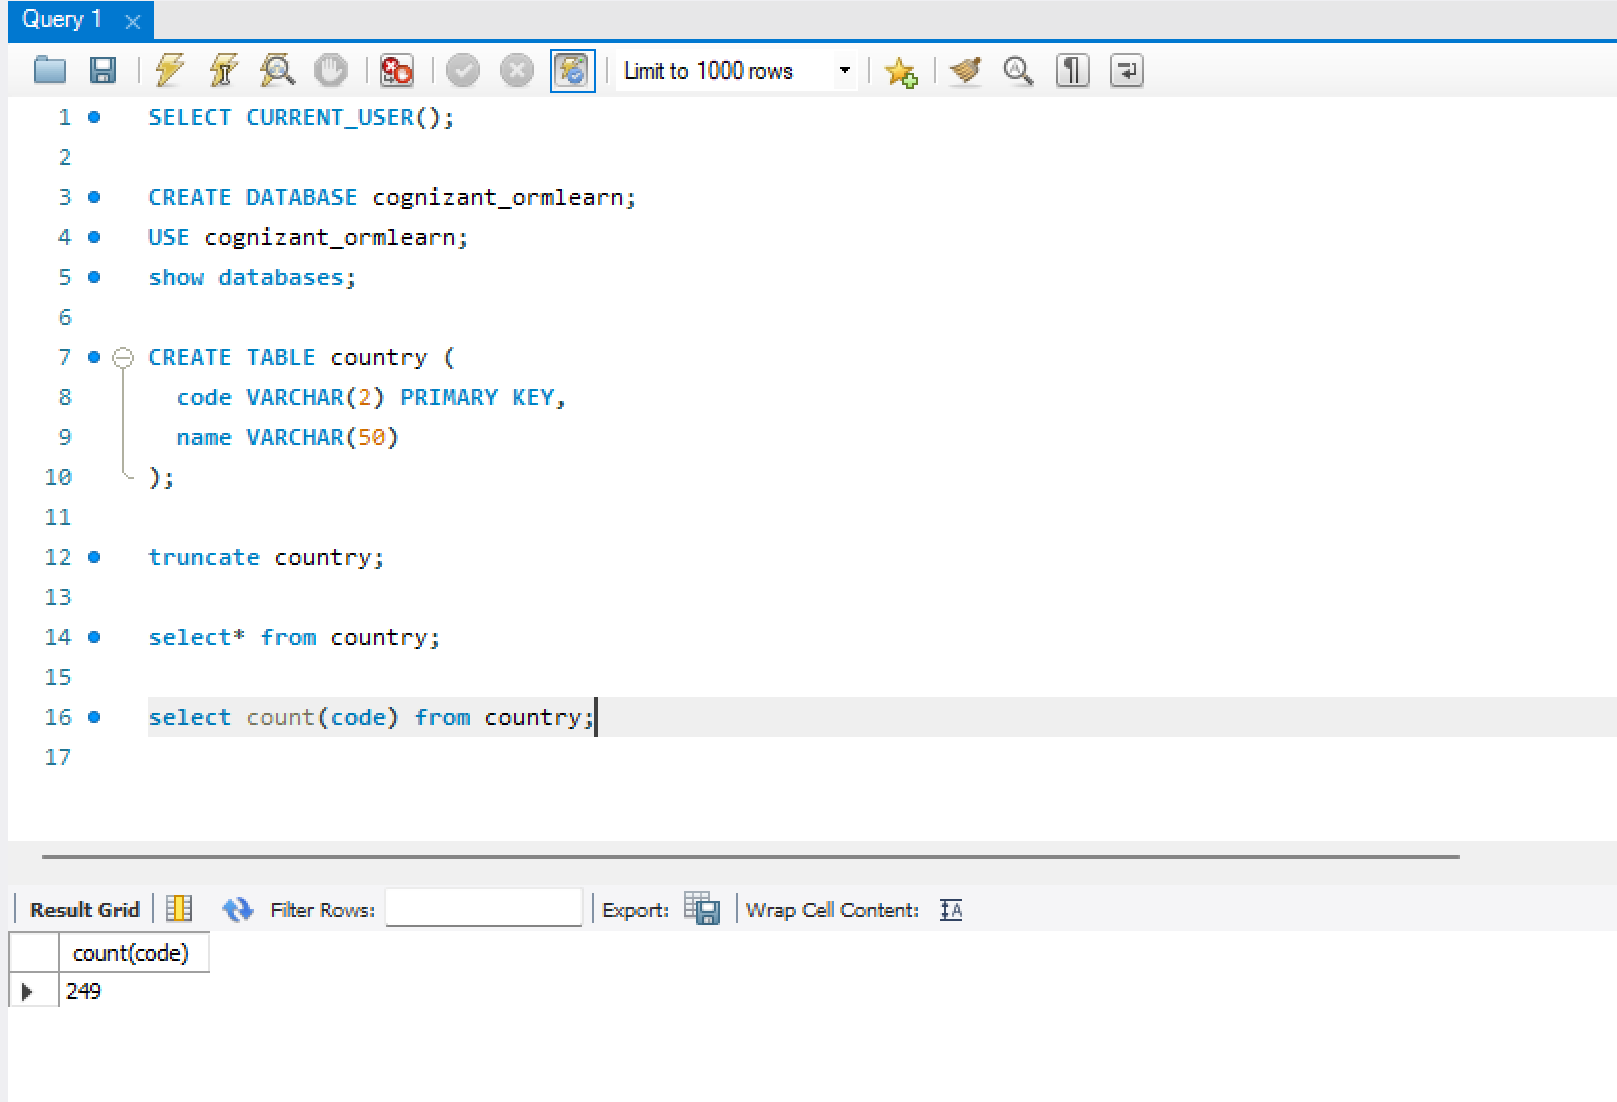 Query 1
Limit to 1000 rows
1 SELECT CURRENT_USER();
2
3 CREATE DATABASE cognizant_ormlearn;
4 USE cognizant_ormlearn;
5 show databases;
6
7 CREATE TABLE country (
8 code VARCHAR(2) PRIMARY KEY,
9 name VARCHAR(50)
10 );
11
12 truncate country;
13
14 select* from country;
15
16 select count(code) from country;
17
Result Grid Filter Rows: Export: Wrap Cell Content:
count(code)
249